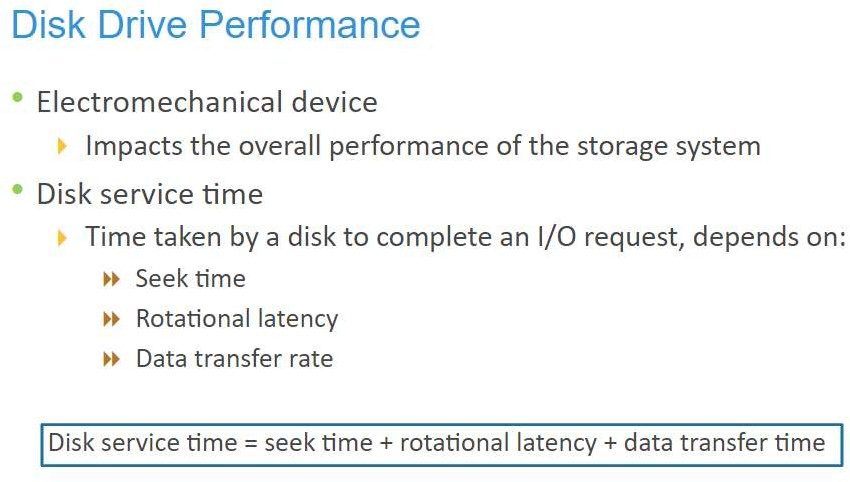 Disk Drive Performance
Electromechanical device
Impacts the overall performance of the storage system
Disk service time
Time taken by a disk to complete an I/O request, depends on:
Seek time
Rotational latency
Data transfer rate
Disk service time = seek time + rotational latency + data transfer time